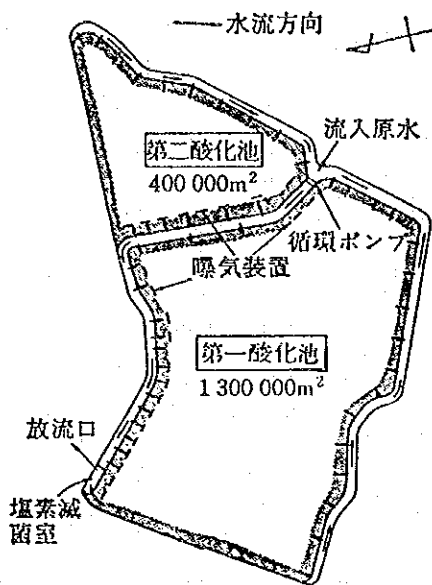 水流方向
流入原水
第二酸化池
400 000m²
循環ポンプ
曝気装置
第一酸化池
1 300 000m²
放流口
塩素滅
菌室